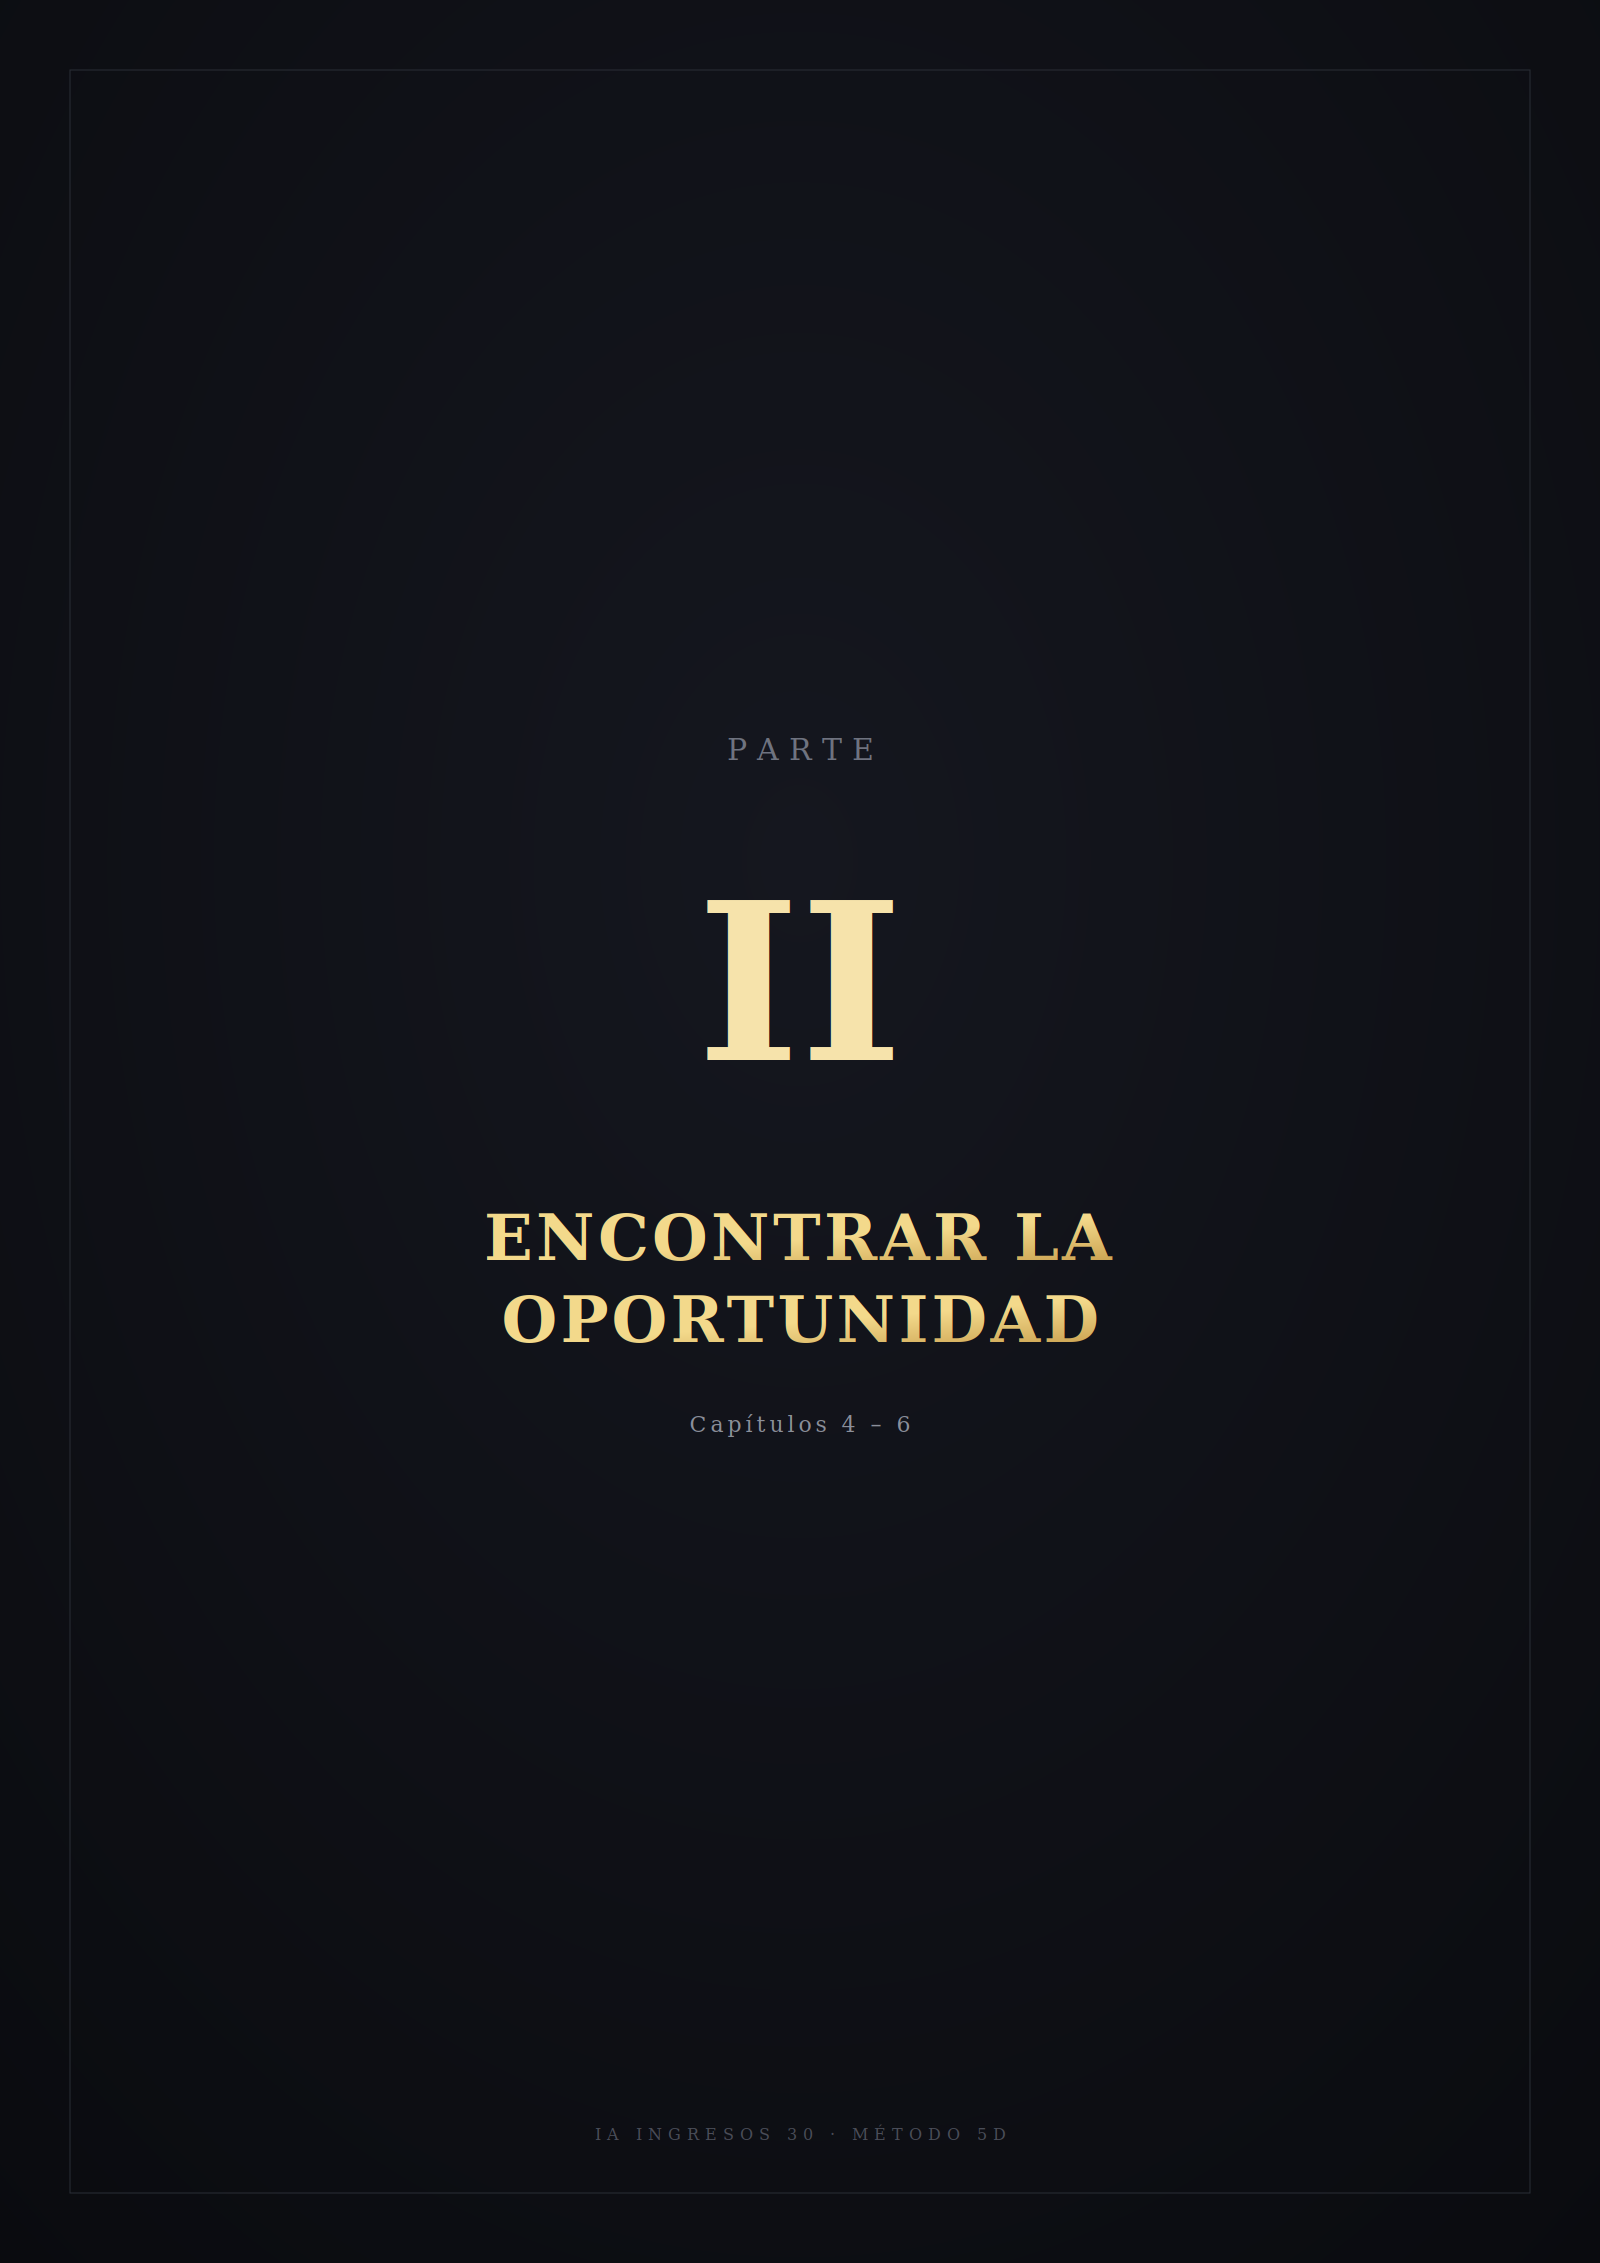 PARTE
II
ENCONTRAR LA
OPORTUNIDAD
Capítulos 4 – 6
IA INGRESOS 30 · MÉTODO 5D